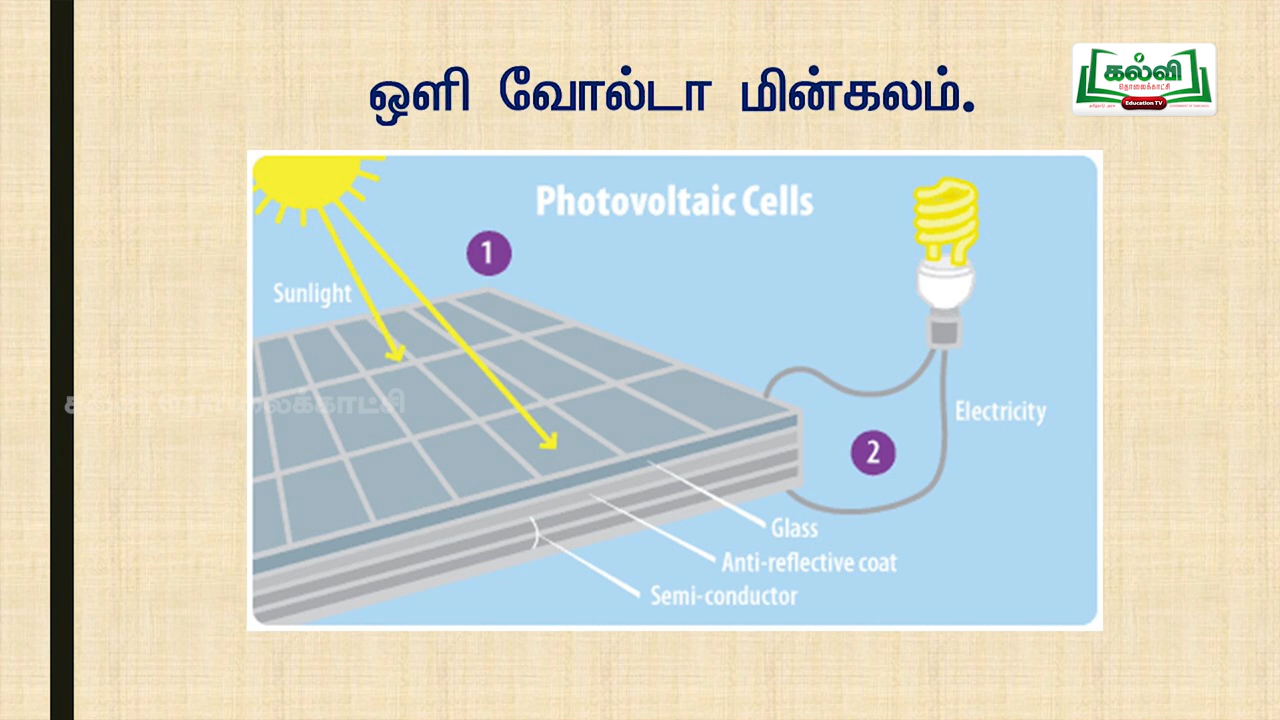 ஒளி வோல்டா மின்கலம்.
கல்வி
தொலைக்காட்சி
Education TV
Photovoltaic Cells
1
Sunlight
Electricity
2
Glass
Anti-reflective coat
Semi-conductor